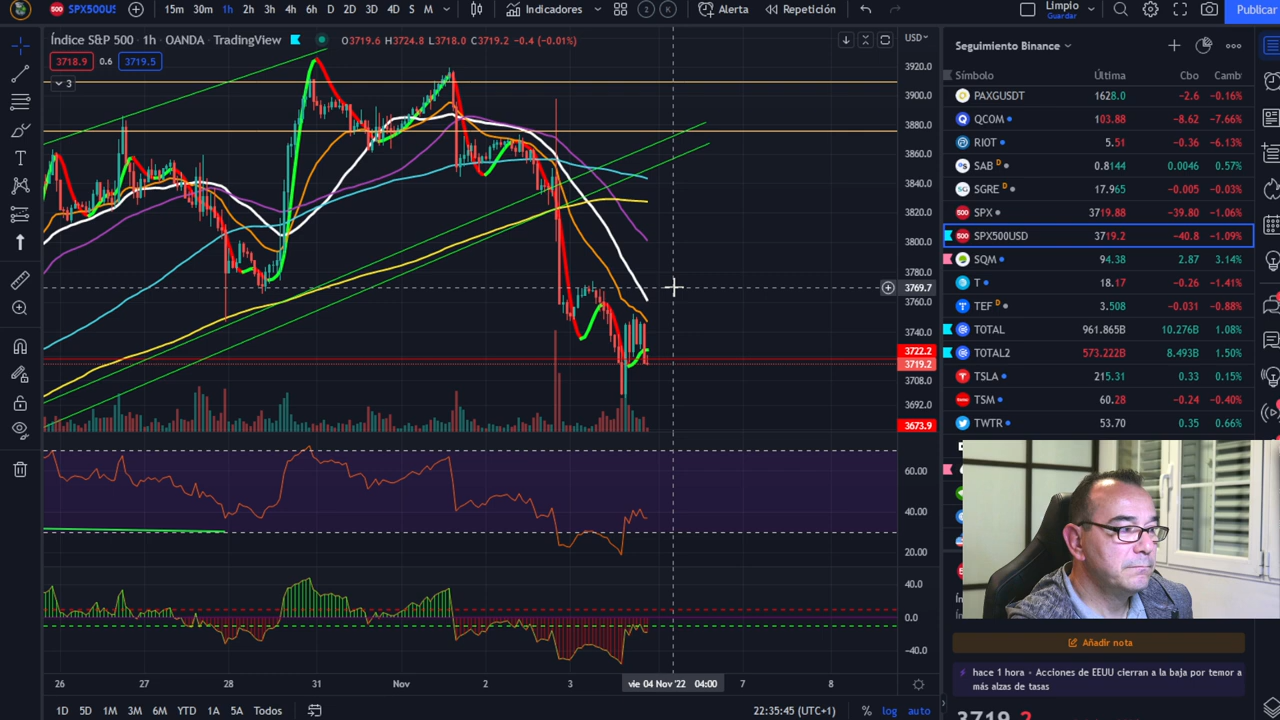 500 SPX500US 15m 30m 1h 2h 3h 4h 6h D 2D 3D 4D S M Indicadores 2 Alerta Repetición Limpio Guardar Publicar
Índice S&P 500 · 1h · OANDA · TradingView O3719.6 H3724.8 L3718.0 C3719.2 -0.4 (-0.01%) USD
3718.9 0.6 3719.5
3
3920.0
3900.0
3880.0
3860.0
3840.0
3820.0
3800.0
3780.0
3769.7
3760.0
3740.0
3722.2
3719.2
3708.0
3692.0
3673.9
60.00
40.00
20.00
40.0
0.0
-40.0
26 27 28 31 Nov 2 3 vie 04 Nov '22 04:00 7 8
1D 5D 1M 3M 6M YTD 1A 5A Todos 22:35:45 (UTC+1) % log auto
Seguimiento Binance
Símbolo Última Cbo Camb
PAXGUSDT 1628.0 -2.6 -0.16%
QCOM 103.88 -8.62 -7.66%
RIOT 5.51 -0.36 -6.13%
SAB D 0.8144 0.0046 0.57%
SGRE D 17.965 -0.005 -0.03%
500 SPX 3719.88 -39.80 -1.06%
500 SPX500USD 3719.2 -40.8 -1.09%
SQM 94.38 2.87 3.14%
T 18.17 -0.26 -1.41%
TEF D 3.508 -0.031 -0.88%
TOTAL 961.865B 10.276B 1.08%
TOTAL2 573.222B 8.493B 1.50%
TSLA 215.31 0.33 0.15%
TSM 60.28 -0.24 -0.40%
TWTR 53.70 0.35 0.66%
Añadir nota
hace 1 hora · Acciones de EEUU cierran a la baja por temor a
más alzas de tasas
3719.2